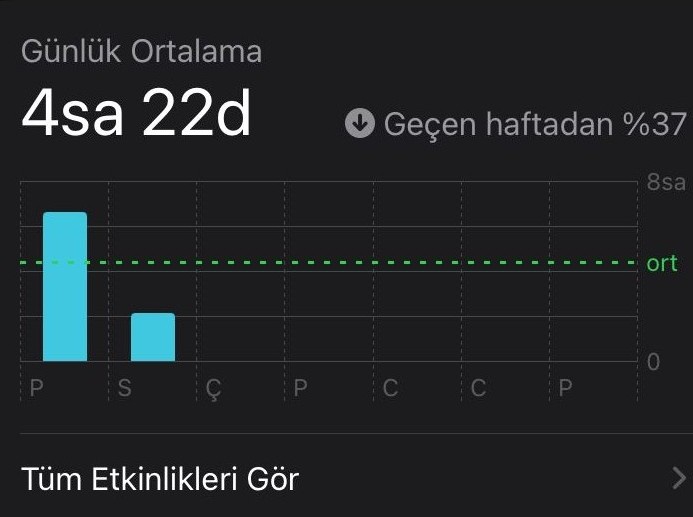 Günlük Ortalama
4sa 22d
Geçen haftadan %37
8sa
ort
0
P S Ç P C C P
Tüm Etkinlikleri Gör